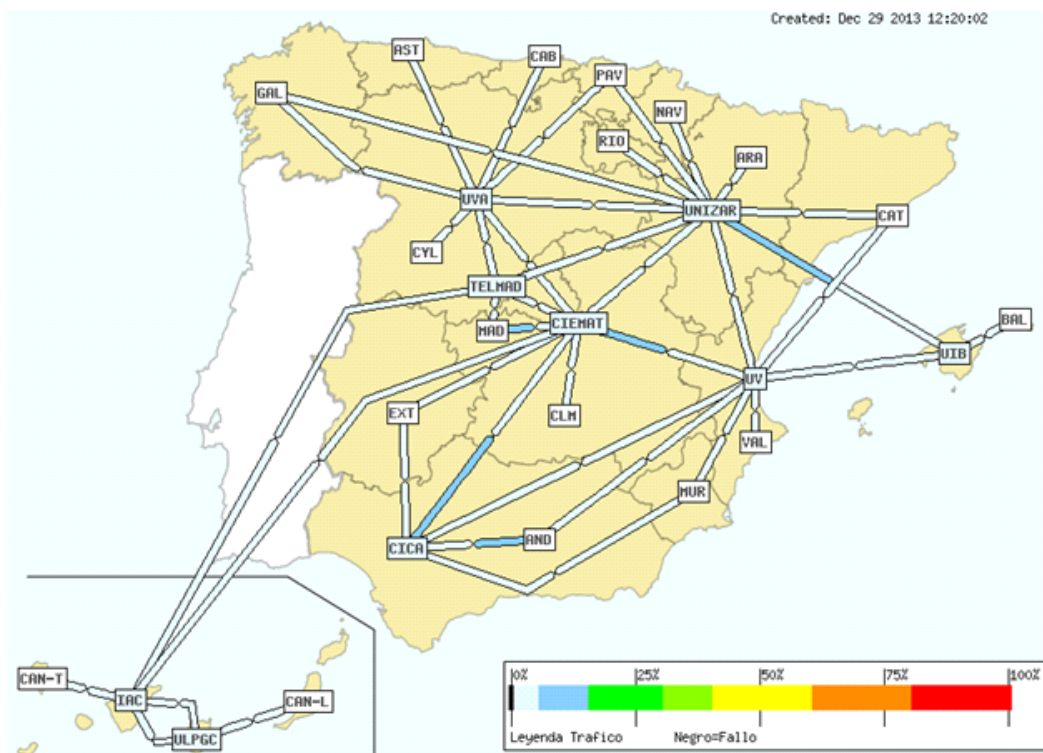 Created: Dec 29 2013 12:20:02
AST
CAB
PAV
GAL
NAV
RIO
ARA
UVA
UNIZAR
CAT
CYL
TELMAD
CIEMAT
MAD
BAL
UIB
UV
EXT
CLM
VAL
MUR
AND
CICA
CAN-T
IAC
CAN-L
ULPGC
0% 25% 50% 75% 100%
Leyenda Trafico Negro=Fallo